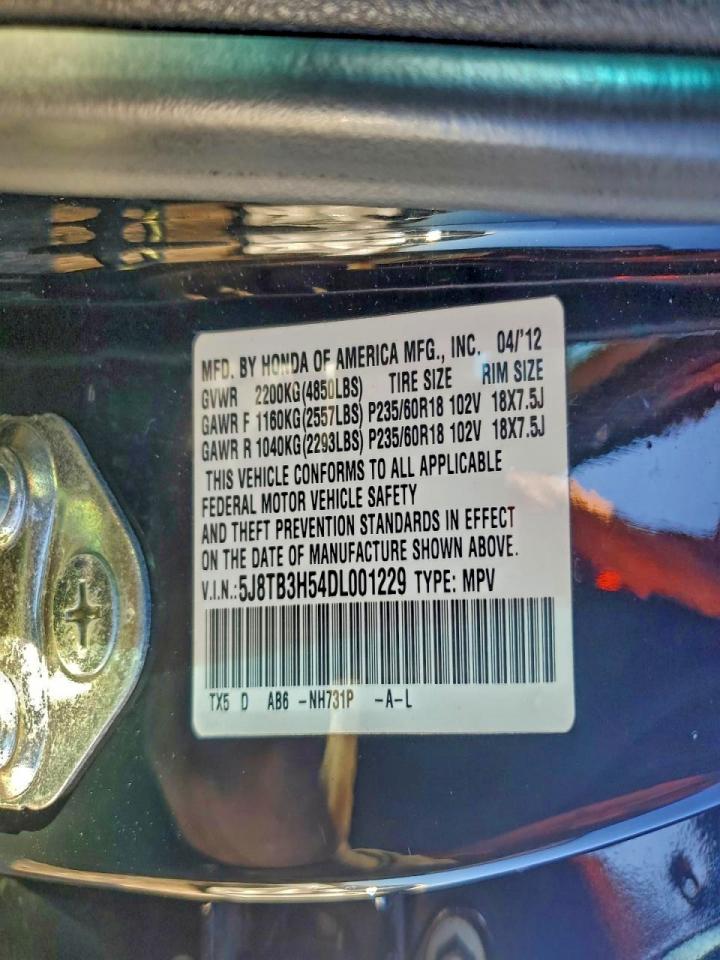 MFD. BY HONDA OF AMERICA MFG., INC. 04/'12
GVWR 2200KG(4850LBS) TIRE SIZE RIM SIZE
GAWR F 1160KG(2557LBS) P235/60R18 102V 18X7.5J
GAWR R 1040KG(2293LBS) P235/60R18 102V 18X7.5J
THIS VEHICLE CONFORMS TO ALL APPLICABLE
FEDERAL MOTOR VEHICLE SAFETY
AND THEFT PREVENTION STANDARDS IN EFFECT
ON THE DATE OF MANUFACTURE SHOWN ABOVE.
V.I.N.:5J8TB3H54DL001229 TYPE: MPV
TX5 D AB6 -NH731P -A-L